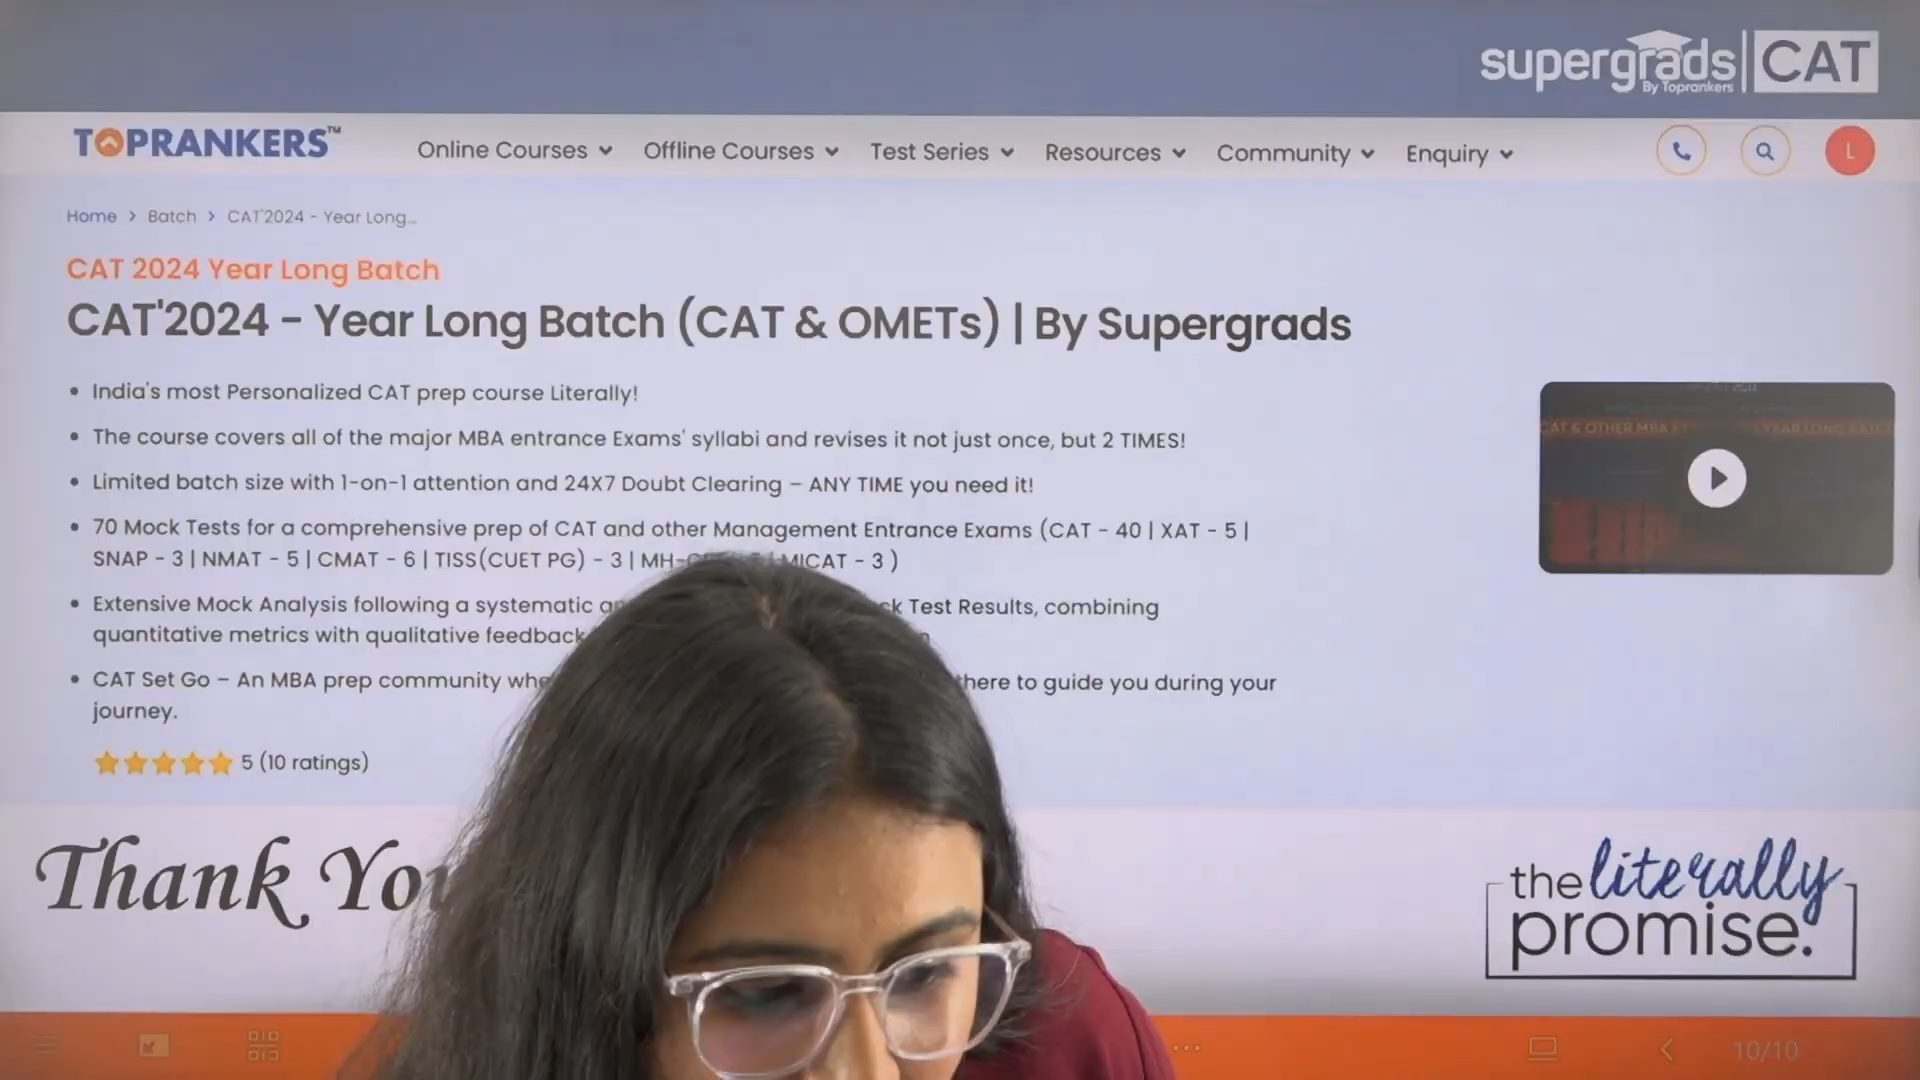 supergrads CAT
By Toprankers
TOPRANKERS™ Online Courses Offline Courses Test Series Resources Community Enquiry L
Home > Batch > CAT'2024 - Year Long...
CAT 2024 Year Long Batch
CAT'2024 - Year Long Batch (CAT & OMETs) | By Supergrads
• India's most Personalized CAT prep course Literally!
• The course covers all of the major MBA entrance Exams' syllabi and revises it not just once, but 2 TIMES!
• Limited batch size with 1-on-1 attention and 24X7 Doubt Clearing – ANY TIME you need it!
• 70 Mock Tests for a comprehensive prep of CAT and other Management Entrance Exams (CAT - 40 | XAT - 5 |
SNAP - 3 | NMAT - 5 | CMAT - 6 | TISS(CUET PG) - 3 | MH- MICAT - 3 )
• Extensive Mock Analysis following a systematic Test Results, combining
quantitative metrics with qualitative feedback
• CAT Set Go – An MBA prep community there to guide you during your
journey.
5 (10 ratings)
CAT & OTHER MBA YEAR LONG BATCH
Thank You
the literally
promise.
10/10